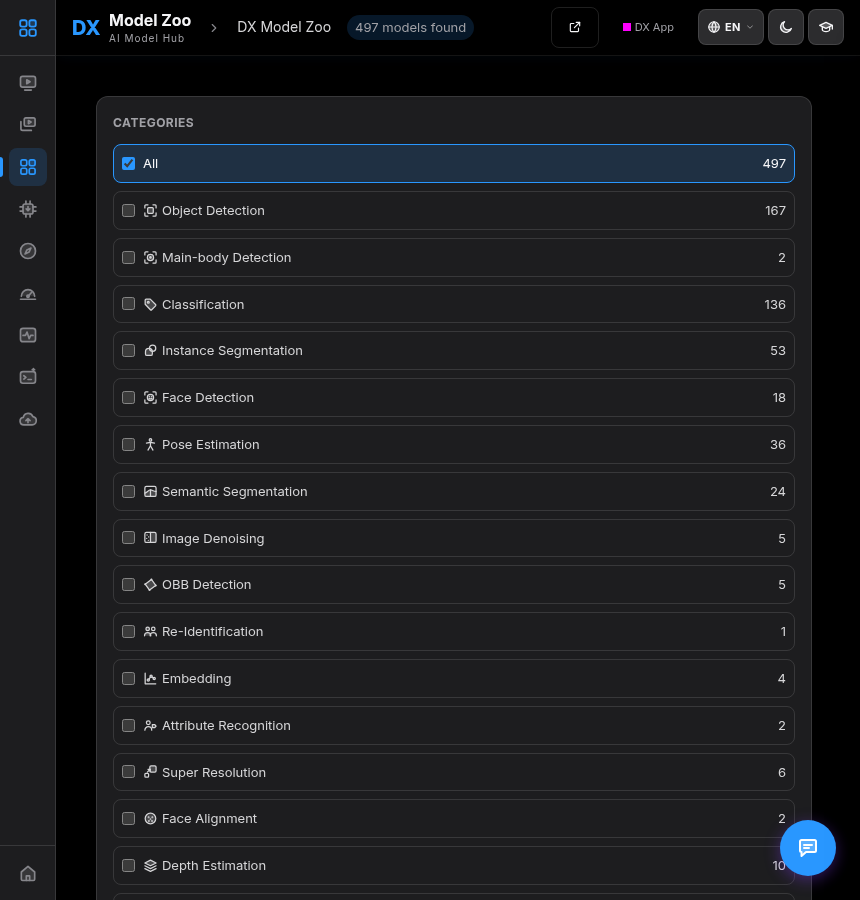 DX Model Zoo
AI Model Hub
DX Model Zoo
497 models found
DX App
EN
CATEGORIES
All 497
Object Detection 167
Main-body Detection 2
Classification 136
Instance Segmentation 53
Face Detection 18
Pose Estimation 36
Semantic Segmentation 24
Image Denoising 5
OBB Detection 5
Re-Identification 1
Embedding 4
Attribute Recognition 2
Super Resolution 6
Face Alignment 2
Depth Estimation 10